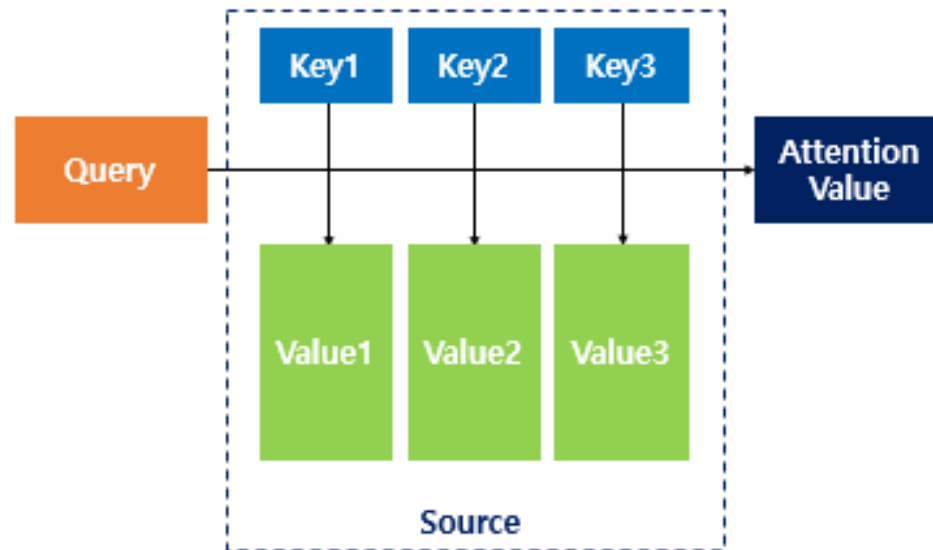 Key1
Key2
Key3
Query
Attention
Value
Value1
Value2
Value3
Source